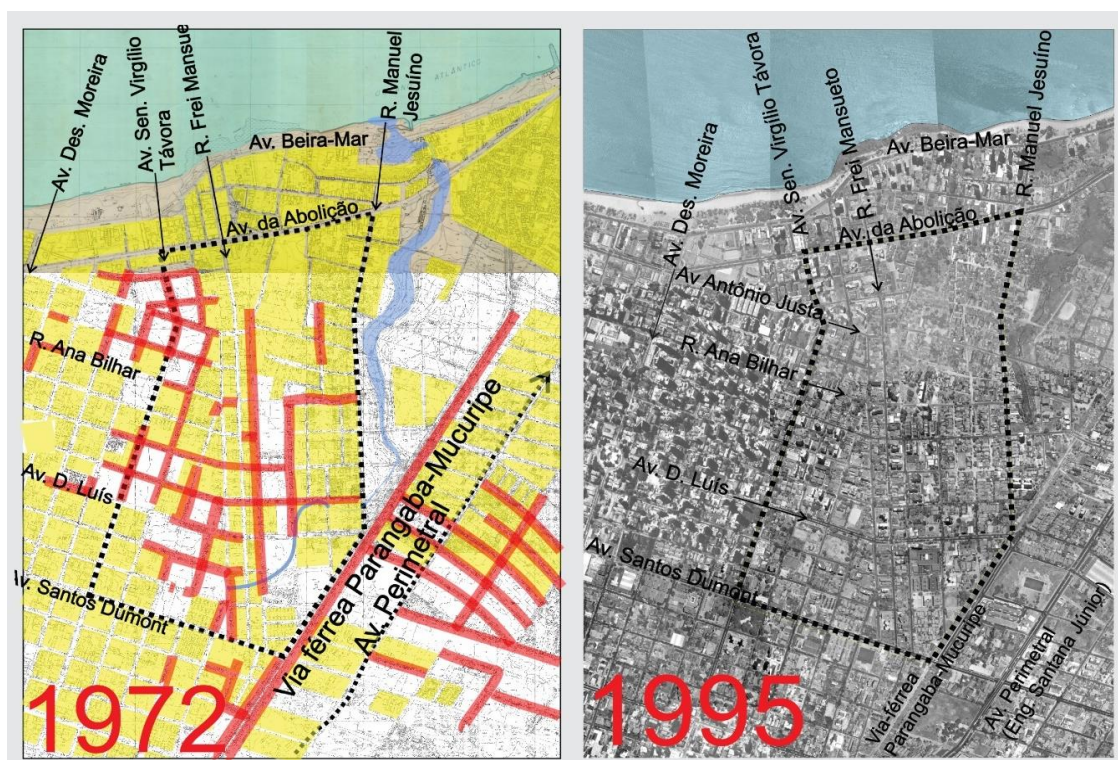 Av. Des. Moreira
Av. Sen. Virgílio
Távora
R. Frei Mansue
R. Manuel
Jesuíno
ATLÂNTICO
Av. Beira-Mar
Av. da Abolição
R. Ana Bilhar
Av. D. Luís
Av. Santos Dumont
Via férrea Parangaba-Mucuripe
Av. Perimetral
1972
Av. Des. Moreira
Av. Sen. Virgílio Távora
R. Frei Mansueto
Av. Beira-Mar
R. Manuel Jesuíno
Av. da Abolição
Av Antônio Justa
R. Ana Bilhar
Av. D. Luís
Av. Santos Dumont
Via-férrea
Parangaba-Mucuripe
Av. Perimetral
(Eng. Santana Júnior)
1995